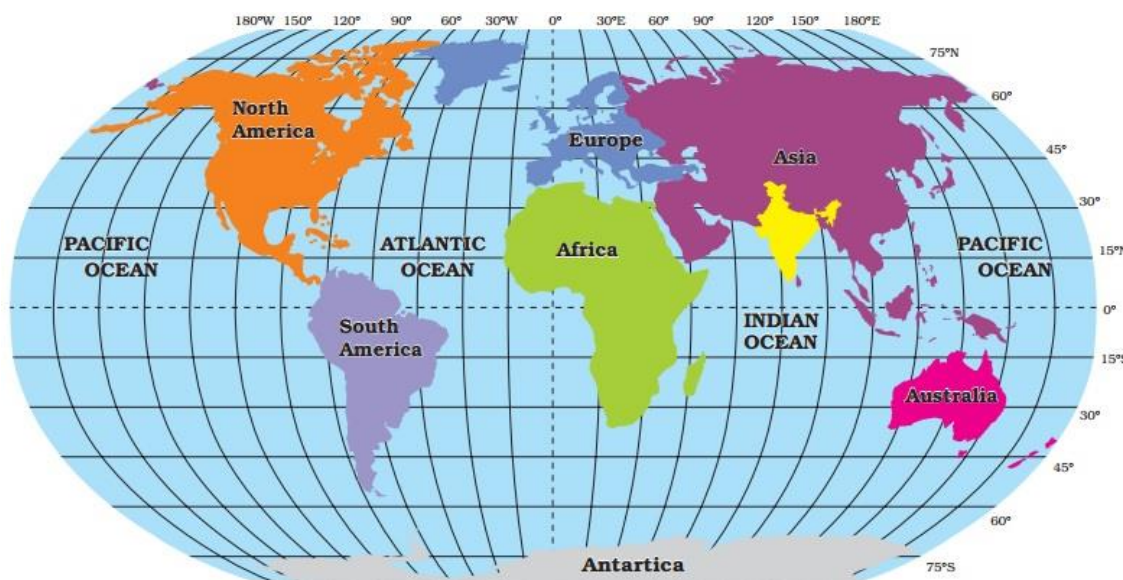 180°W 150° 120° 90° 60° 30°W 0° 30°E 60° 90° 120° 150° 180°E
75°N
60°
North
America
Europe
45°
Asia
30°
PACIFIC
OCEAN
ATLANTIC
OCEAN
Africa
15°N
PACIFIC
OCEAN
0°
South
America
INDIAN
OCEAN
15°S
Australia
30°
45°
60°
Antartica
75°S